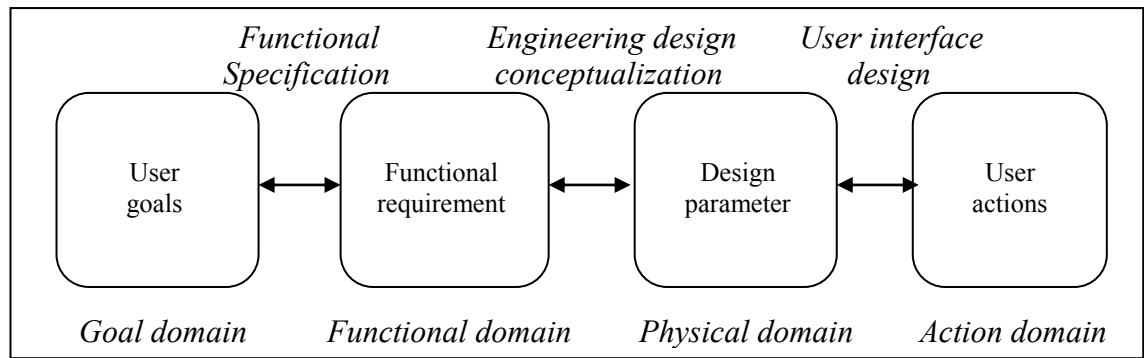 Functional
Specification
Engineering design
conceptualization
User interface
design
User
goals
Functional
requirement
Design
parameter
User
actions
Goal domain
Functional domain
Physical domain
Action domain